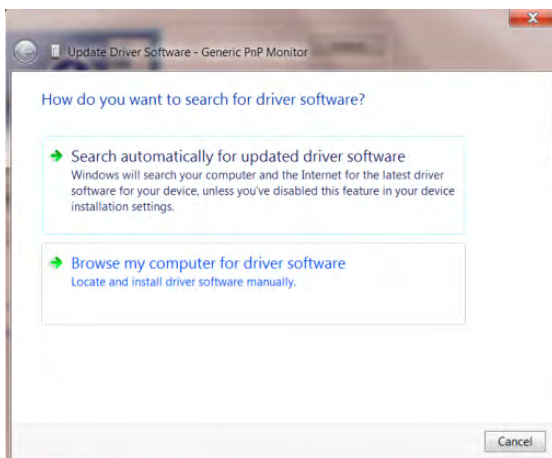 Update Driver Software - Generic PnP Monitor
How do you want to search for driver software?
Search automatically for updated driver software
Windows will search your computer and the Internet for the latest driver
software for your device, unless you've disabled this feature in your device
installation settings.
Browse my computer for driver software
Locate and install driver software manually.
Cancel